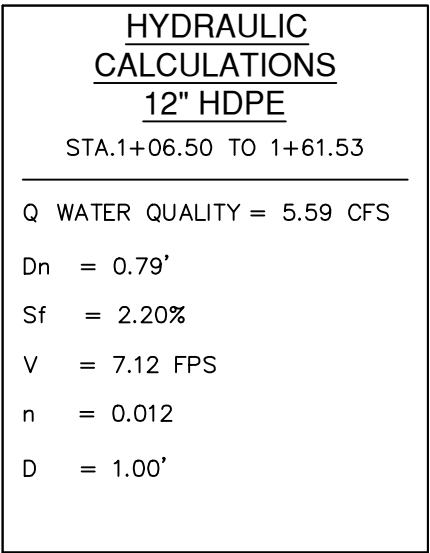 HYDRAULIC
CALCULATIONS
12" HDPE
STA.1+06.50 TO 1+61.53
Q WATER QUALITY = 5.59 CFS
Dn = 0.79'
Sf = 2.20%
V = 7.12 FPS
n = 0.012
D = 1.00'